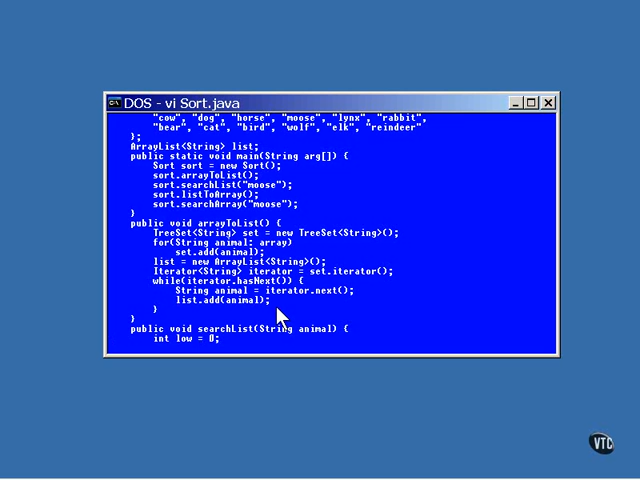 DOS - vi Sort.java
"cow", "dog", "horse", "moose", "lynx", "rabbit",
"bear", "cat", "bird", "wolf", "elk", "reindeer"
};
ArrayList<String> list;
public static void main(String arg[]) {
Sort sort = new Sort();
sort.arrayToList();
sort.searchList("moose");
sort.listToArray();
sort.searchArray("moose");
}
public void arrayToList() {
TreeSet<String> set = new TreeSet<String>();
for(String animal: array)
set.add(animal);
list = new ArrayList<String>();
Iterator<String> iterator = set.iterator();
while(iterator.hasNext()) {
String animal = iterator.next();
list.add(animal);
}
}
public void searchList(String animal) {
int low = 0;
VTC